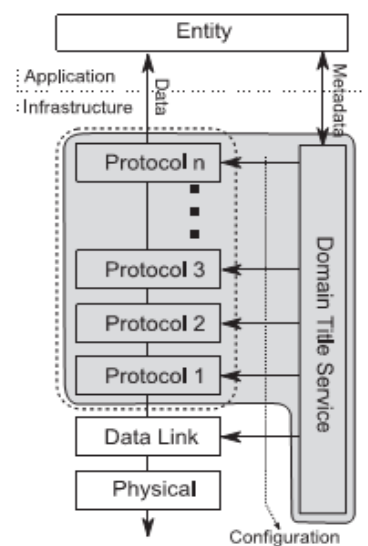 Entity
Application
Data
Metadata
Infrastructure
Protocol n
Protocol 3
Protocol 2
Protocol 1
Domain Title Service
Data Link
Physical
Configuration